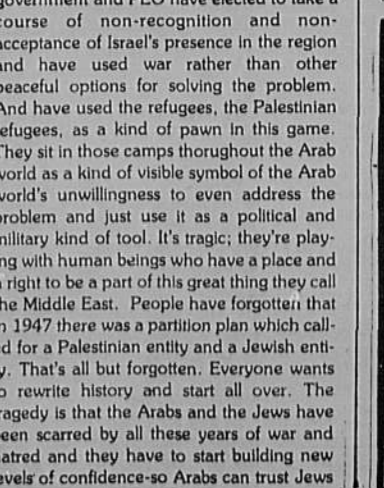 government and PLO have elected to take a
course of non-recognition and non-
acceptance of Israel's presence in the region
and have used war rather than other
peaceful options for solving the problem.
And have used the refugees, the Palestinian
refugees, as a kind of pawn in this game.
They sit in those camps thorughout the Arab
world as a kind of visible symbol of the Arab
world's unwillingness to even address the
problem and just use it as a political and
military kind of tool. It's tragic; they're play-
ing with human beings who have a place and
a right to be a part of this great thing they call
the Middle East. People have forgotten that
in 1947 there was a partition plan which call-
ed for a Palestinian entity and a Jewish enti-
ty. That's all but forgotten. Everyone wants
to rewrite history and start all over. The
tragedy is that the Arabs and the Jews have
been scarred by all these years of war and
hatred and they have to start building new
levels of confidence-so Arabs can trust Jews